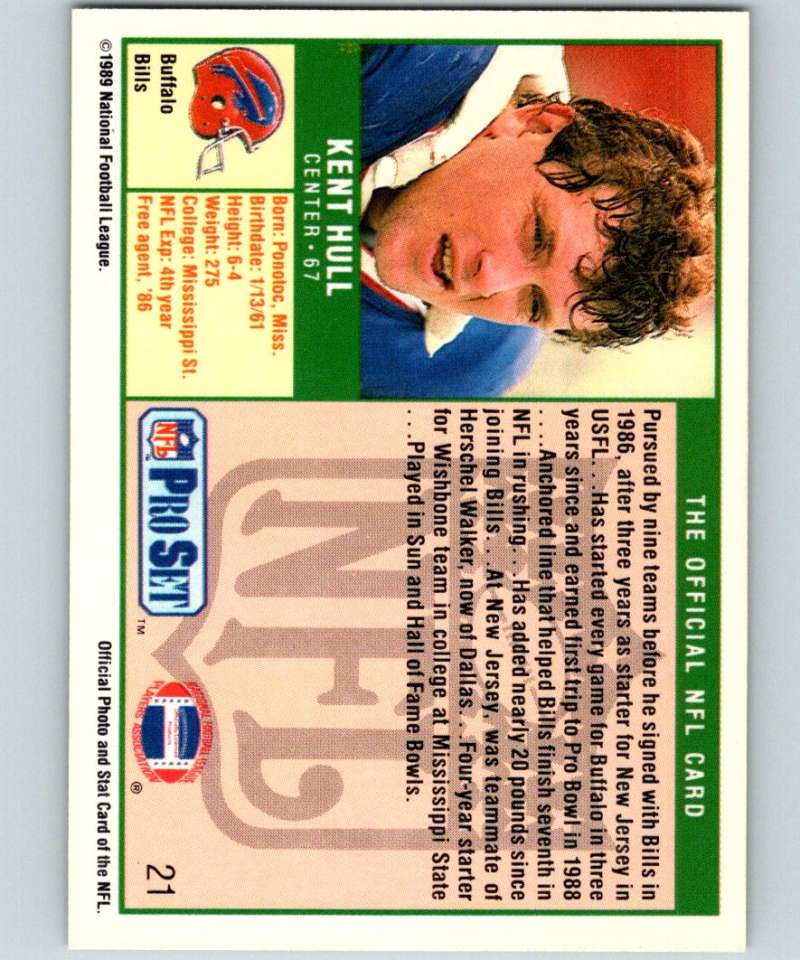 THE OFFICIAL NFL CARD
KENT HULL
CENTER • 67
Buffalo
Bills
Born: Ponotoc, Miss.
Birthdate: 1/13/61
Height: 6-4
Weight: 275
College: Mississippi St.
NFL Exp: 4th year
Free agent, '86
Pursued by nine teams before he signed with Bills in
1986, after three years as starter for New Jersey in
USFL...Has started every game for Buffalo in three
years since and earned first trip to Pro Bowl in 1988
...Anchored line that helped Bills finish seventh in
NFL in rushing...Has added nearly 20 pounds since
joining Bills...At New Jersey, was teammate of
Herschel Walker, now of Dallas...Four-year starter
for Wishbone team in college at Mississippi State
...Played in Sun and Hall of Fame Bowls.
NFL
NFL
PRO SET
TM
NATIONAL FOOTBALL LEAGUE
PLAYERS ASSOCIATION
®
21
©1989 National Football League.
Official Photo and Stat Card of the NFL.